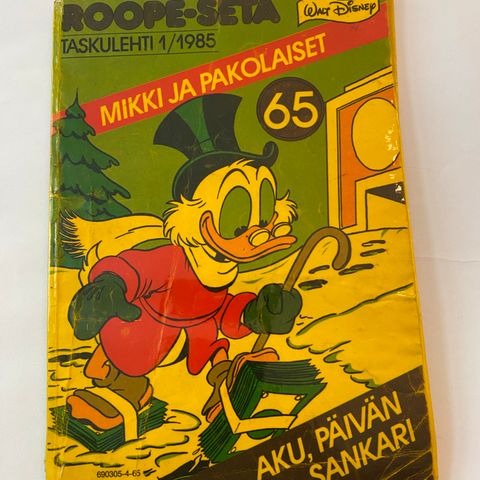 ROOPE-SETÄ
TASKULEHTI 1/1985
WALT DISNEY
MIKKI JA PAKOLAISET
65
AKU, PÄIVÄN
SANKARI
690305-4-65